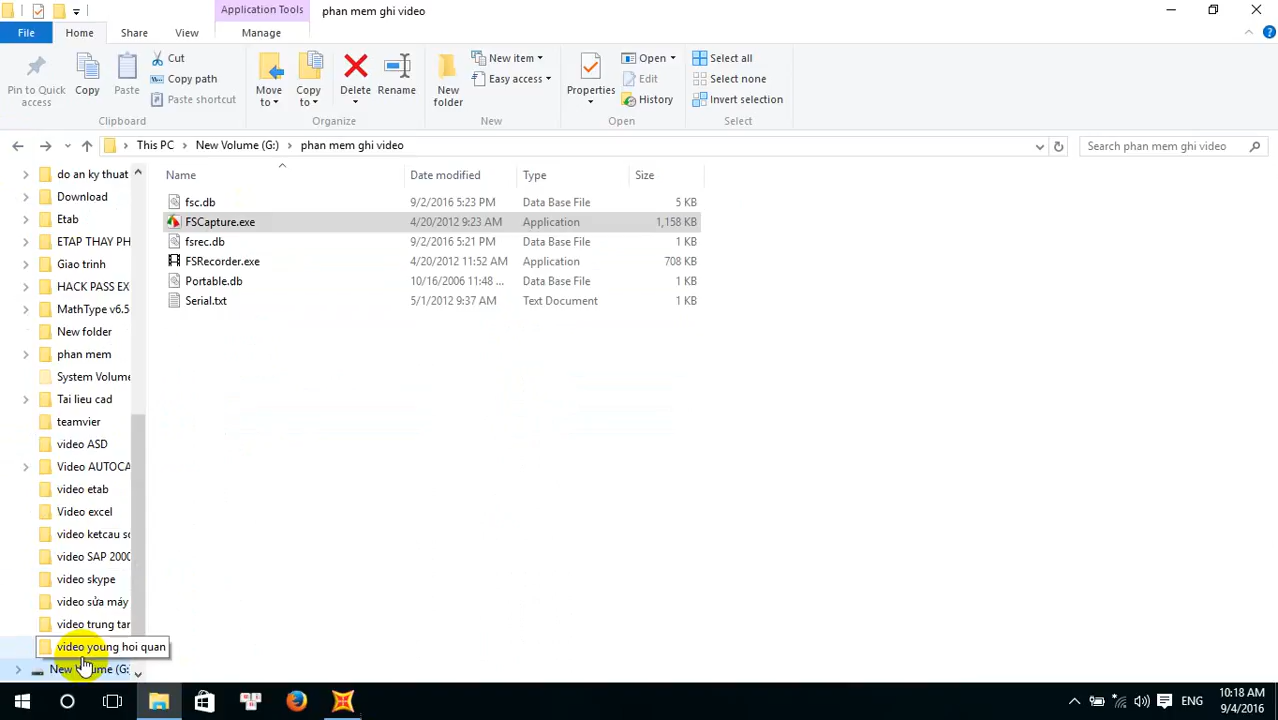 Application Tools
phan mem ghi video
File
Home
Share
View
Manage
Pin to Quick access
Copy
Paste
Cut
Copy path
Paste shortcut
Clipboard
Move to
Copy to
Delete
Rename
Organize
New folder
New item
Easy access
New
Properties
Open
Edit
History
Open
Select all
Select none
Invert selection
Select
This PC > New Volume (G:) > phan mem ghi video
Search phan mem ghi video
Name Date modified Type Size
fsc.db 9/2/2016 5:23 PM Data Base File 5 KB
FSCapture.exe 4/20/2012 9:23 AM Application 1,158 KB
fsrec.db 9/2/2016 5:21 PM Data Base File 1 KB
FSRecorder.exe 4/20/2012 11:52 AM Application 708 KB
Portable.db 10/16/2006 11:48 ... Data Base File 1 KB
Serial.txt 5/1/2012 9:37 AM Text Document 1 KB
do an ky thuat
Download
Etab
ETAP THAY PH
Giao trinh
HACK PASS EX
MathType v6.5
New folder
phan mem
System Volume
Tai lieu cad
teamvier
video ASD
Video AUTOCA
video etab
Video excel
video ketcau so
video SAP 2000
video skype
video sửa máy
video trung tan
video young hoi quan
New Volume (G:
ENG
10:18 AM
9/4/2016